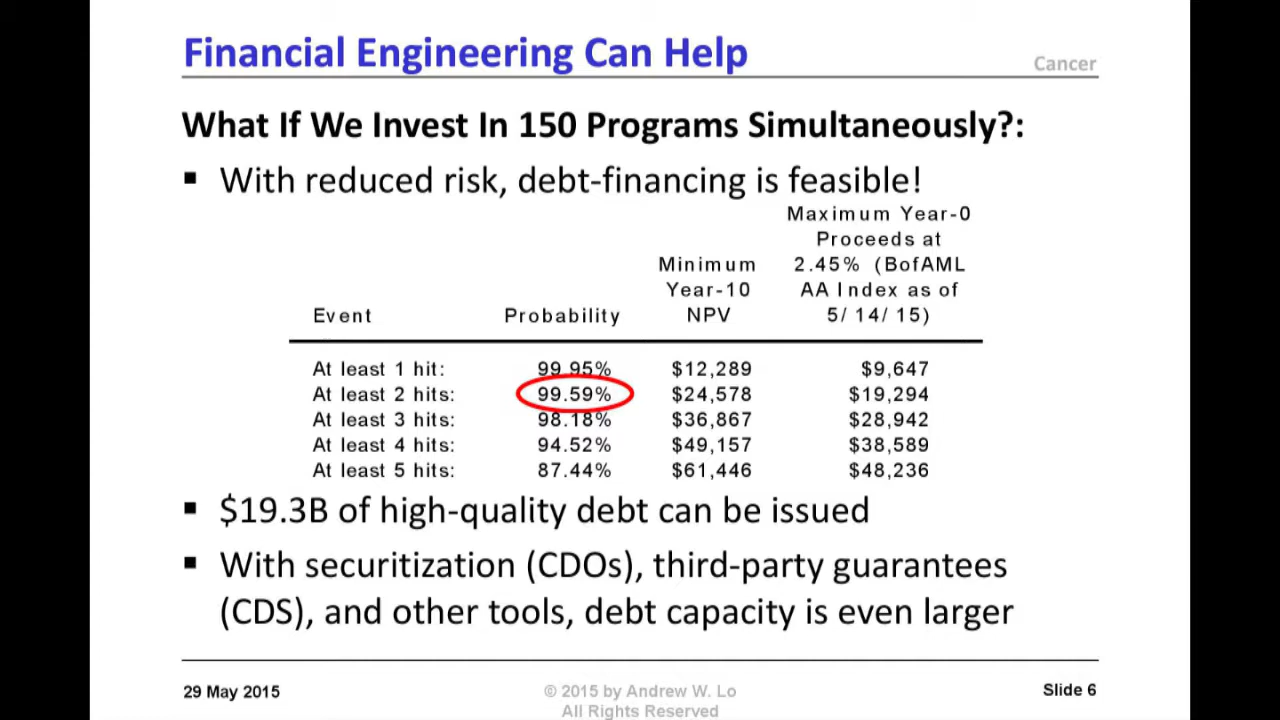 Financial Engineering Can Help
Cancer
What If We Invest In 150 Programs Simultaneously?:
▪ With reduced risk, debt-financing is feasible!
Maximum Year-0
Proceeds at
Minimum 2.45% (BofAML
Year-10 AA Index as of
Event Probability NPV 5/14/15)
At least 1 hit: 99.95% $12,289 $9,647
At least 2 hits: 99.59% $24,578 $19,294
At least 3 hits: 98.18% $36,867 $28,942
At least 4 hits: 94.52% $49,157 $38,589
At least 5 hits: 87.44% $61,446 $48,236
▪ $19.3B of high-quality debt can be issued
▪ With securitization (CDOs), third-party guarantees
(CDS), and other tools, debt capacity is even larger
29 May 2015
© 2015 by Andrew W. Lo
All Rights Reserved
Slide 6